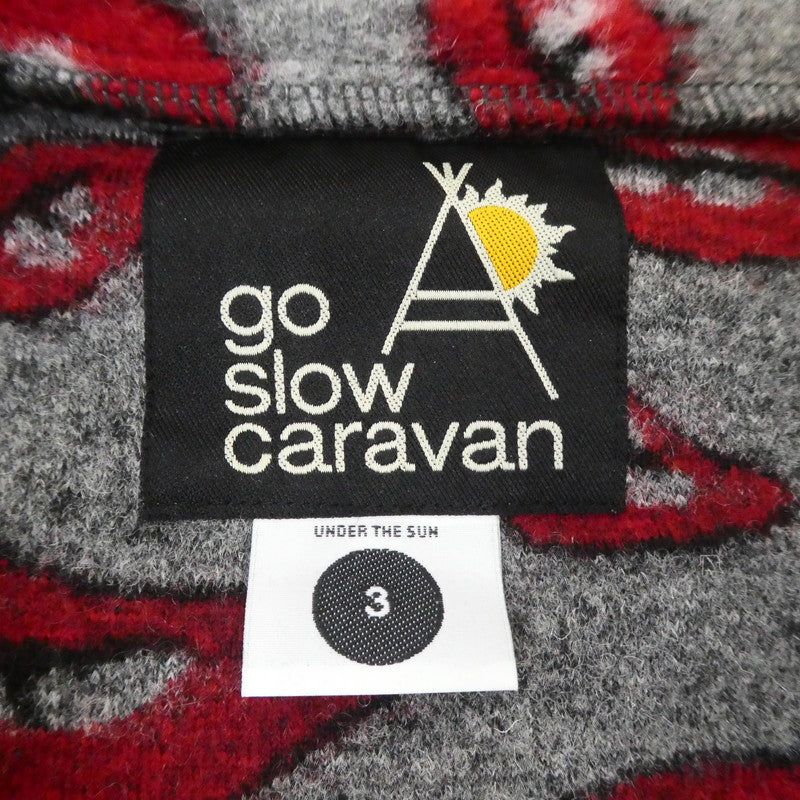 go
slow
caravan
UNDER THE SUN
3